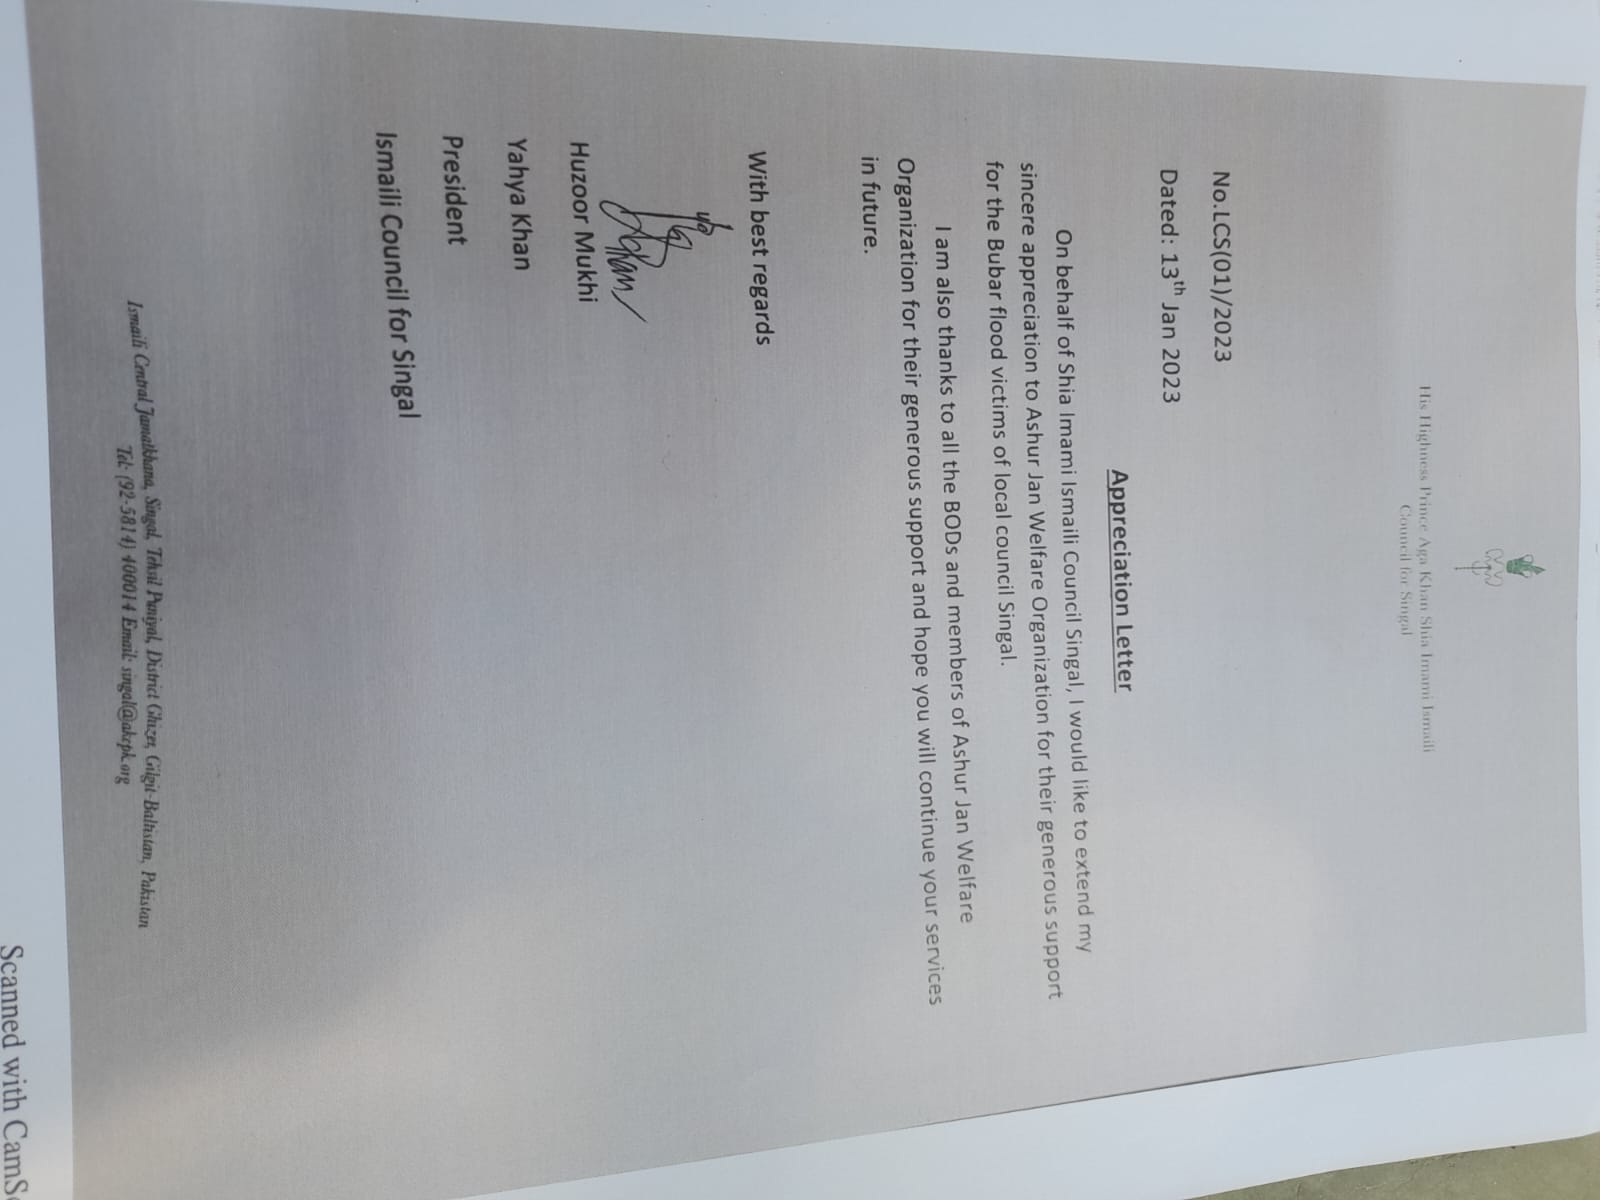 His Highness Prince Aga Khan Shia Imami Ismaili
Council for Singal
No.LCS(01)/2023
Dated: 13th Jan 2023
Appreciation Letter
On behalf of Shia Imami Ismaili Council Singal, I would like to extend my
sincere appreciation to Ashur Jan Welfare Organization for their generous support
for the Bubar flood victims of local council Singal.
I am also thanks to all the BODs and members of Ashur Jan Welfare
Organization for their generous support and hope you will continue your services
in future.
With best regards
Huzoor Mukhi
Yahya Khan
President
Ismaili Council for Singal
Ismaili Central Jamatkhana, Singal, Tehsil Puniyal, District Ghizer, Gilgit-Baltistan, Pakistan
Tel: (92-5814) 400014 Email: singal@akcpk.org
Scanned with CamS